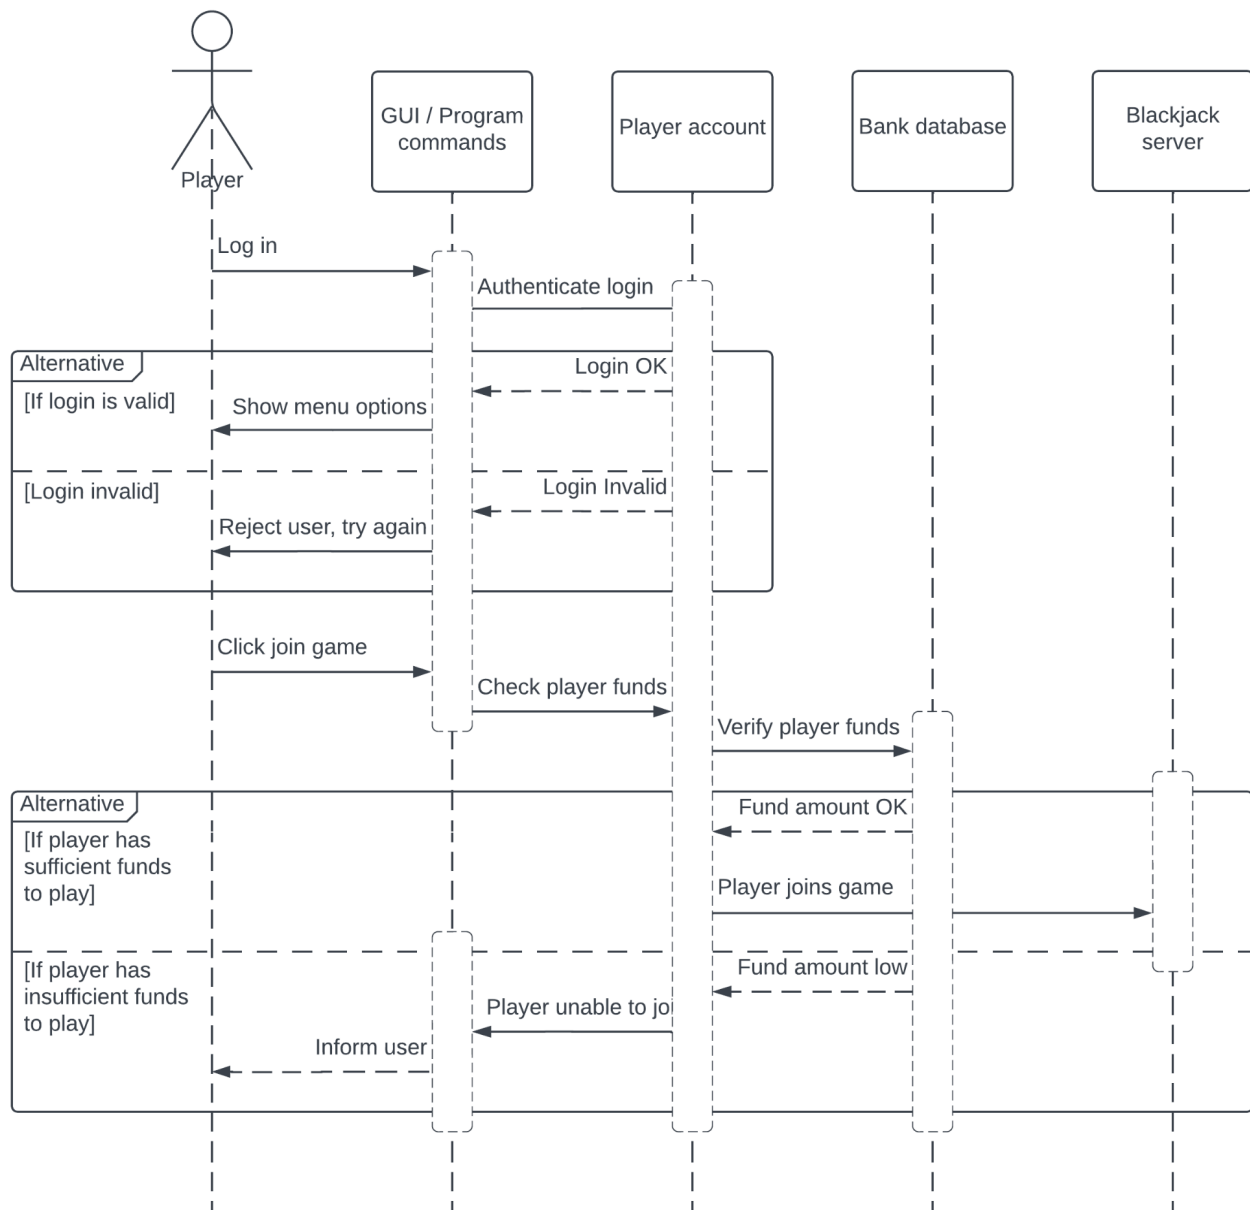 GUI / Program
commands
Player account
Bank database
Blackjack
server
Player
Log in
Authenticate login
Alternative
Login OK
[If login is valid]
Show menu options
Login Invalid
[Login invalid]
Reject user, try again
Click join game
Check player funds
Verify player funds
Alternative
Fund amount OK
[If player has
sufficient funds
to play]
Player joins game
Fund amount low
[If player has
insufficient funds
to play]
Player unable to jo
Inform user